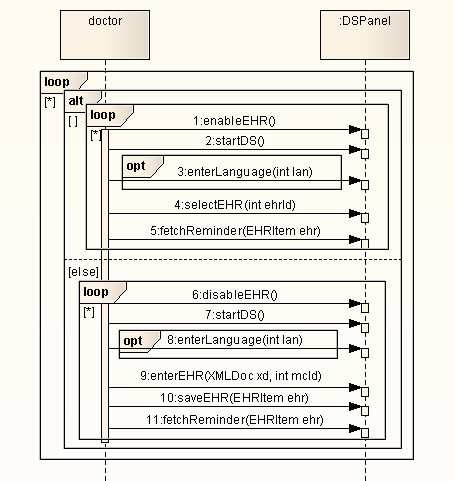 doctor
:DSPanel
loop
[*]
alt
[ ]
loop
[*]
1:enableEHR()
2:startDS()
opt
3:enterLanguage(int lan)
4:selectEHR(int ehrId)
5:fetchReminder(EHRItem ehr)
[else]
loop
[*]
6:disableEHR()
7:startDS()
opt
8:enterLanguage(int lan)
9:enterEHR(XMLDoc xd, int mcId)
10:saveEHR(EHRItem ehr)
11:fetchReminder(EHRItem ehr)